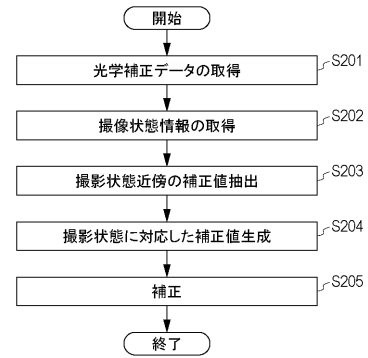 開始
光学補正データの取得
S201
撮像状態情報の取得
S202
撮影状態近傍の補正値抽出
S203
撮影状態に対応した補正値生成
S204
補正
S205
終了